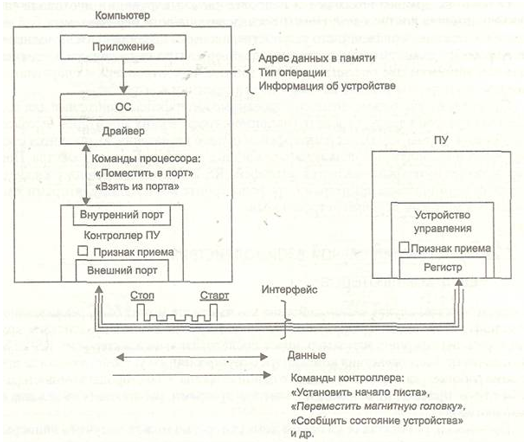 Компьютер
Приложение
Адрес данных в памяти
Тип операции
Информация об устройстве
ОС
Драйвер
Команды процессора:
«Поместить в порт»
«Взять из порта»
Внутренний порт
Контроллер ПУ
Признак приема
Внешний порт
ПУ
Устройство
управления
Признак приема
Регистр
Стоп
Старт
Интерфейс
Данные
Команды контроллера:
«Установить начало листа»,
«Переместить магнитную головку»,
«Сообщить состояние устройства»
и др.